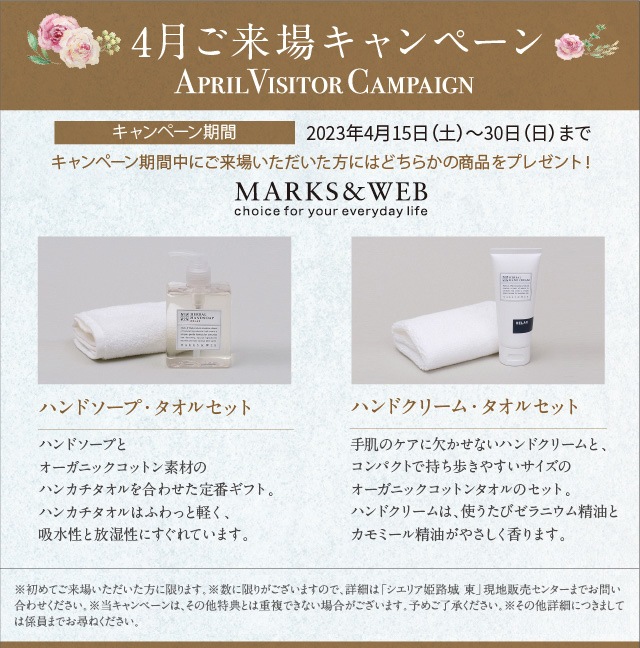 4月ご来場キャンペーン
APRIL VISITOR CAMPAIGN
キャンペーン期間 2023年4月15日(土)〜30日(日)まで
キャンペーン期間中にご来場いただいた方にはどちらかの商品をプレゼント!
MARKS&WEB
choice for your everyday life
HERBAL
HANDSOAP
RELAX
ハンドソープ・タオルセット
ハンドソープと
オーガニックコットン素材の
ハンカチタオルを合わせた定番ギフト。
ハンカチタオルはふわっと軽く、
吸水性と放湿性にすぐれています。
ハンドクリーム・タオルセット
手肌のケアに欠かせないハンドクリームと、
コンパクトで持ち歩きやすいサイズの
オーガニックコットンタオルのセット。
ハンドクリームは、使うたびゼラニウム精油と
カモミール精油がやさしく香ります。
※初めてご来場いただいた方に限ります。※数に限りがございますので、詳細は「シエリア姫路城 東」現地販売センターまでお問い
合わせください。※当キャンペーンは、その他特典とは重複できない場合がございます。予めご了承ください。※その他詳細につきまして
は係員までお尋ねください。